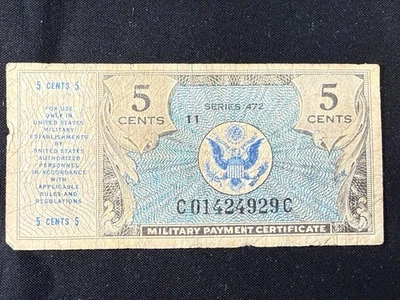 5 CENTS 5
FOR USE
ONLY IN
UNITED STATES
MILITARY
ESTABLISHMENTS
BY
UNITED STATES
AUTHORIZED
PERSONNEL
IN ACCORDANCE
WITH
APPLICABLE
RULES AND
REGULATIONS.
5 CENTS 5
SERIES 472
5
CENTS
11
5
CENTS
C01424929C
MILITARY PAYMENT CERTIFICATE